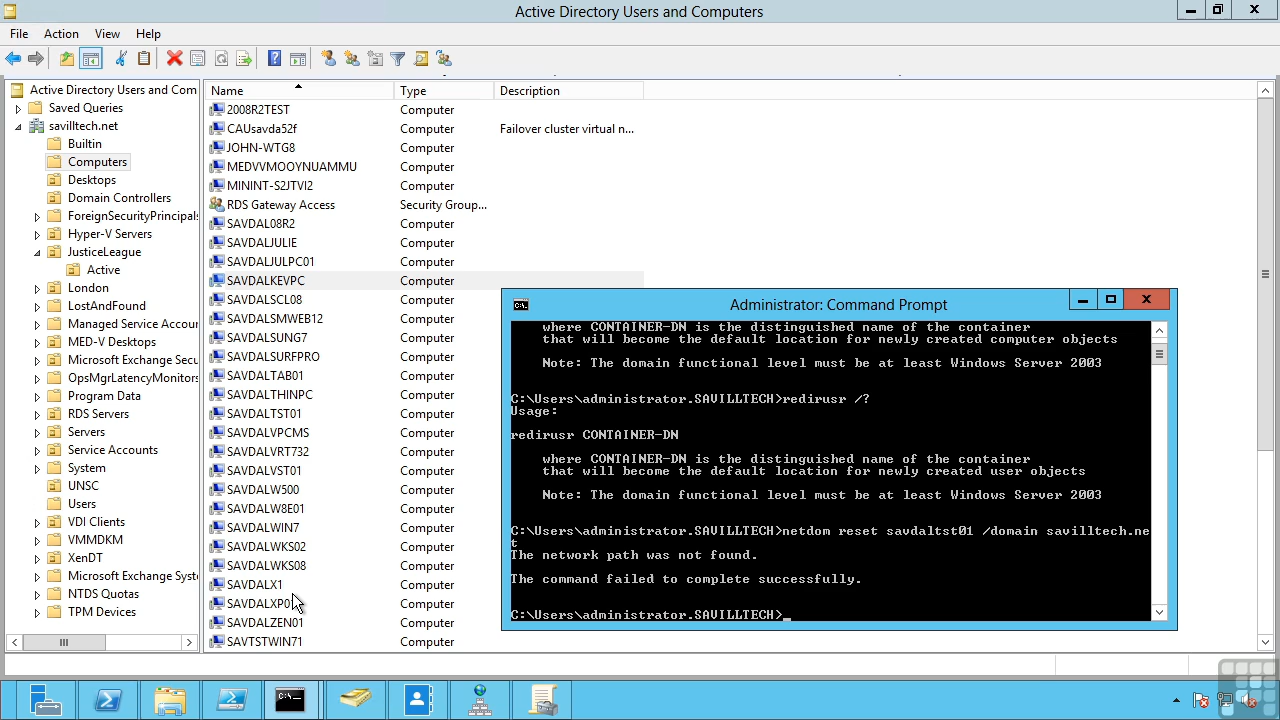 Active Directory Users and Computers
File Action View Help
Active Directory Users and Com
Saved Queries
savilltech.net
Builtin
Computers
Desktops
Domain Controllers
ForeignSecurityPrincipals
Hyper-V Servers
JusticeLeague
Active
London
LostAndFound
Managed Service Accoun
MED-V Desktops
Microsoft Exchange Secu
OpsMgrLatencyMonitors
Program Data
RDS Servers
Servers
Service Accounts
System
UNSC
Users
VDI Clients
VMMDKM
XenDT
Microsoft Exchange Syst
NTDS Quotas
TPM Devices
Name Type Description
2008R2TEST Computer
CAUsavda52f Computer Failover cluster virtual n...
JOHN-WTG8 Computer
MEDVVMOOYNUAMMU Computer
MININT-S2JTVI2 Computer
RDS Gateway Access Security Group...
SAVDAL08R2 Computer
SAVDALJULIE Computer
SAVDALJULPC01 Computer
SAVDALKEVPC Computer
SAVDALSCL08 Computer
SAVDALSMWEB12 Computer
SAVDALSUNG7 Computer
SAVDALSURFPRO Computer
SAVDALTAB01 Computer
SAVDALTHINPC Computer
SAVDALTST01 Computer
SAVDALVPCMS Computer
SAVDALVRT732 Computer
SAVDALVST01 Computer
SAVDALW500 Computer
SAVDALW8E01 Computer
SAVDALWIN7 Computer
SAVDALWKS02 Computer
SAVDALWKS08 Computer
SAVDALX1 Computer
SAVDALXP0 Computer
SAVDALZEN01 Computer
SAVTSTWIN71 Computer
Administrator: Command Prompt
where CONTAINER-DN is the distinguished name of the container
that will become the default location for newly created computer objects
Note: The domain functional level must be at least Windows Server 2003
C:\Users\administrator.SAVILLTECH>redirusr /?
Usage:
redirusr CONTAINER-DN
where CONTAINER-DN is the distinguished name of the container
that will become the default location for newly created user objects
Note: The domain functional level must be at least Windows Server 2003
C:\Users\administrator.SAVILLTECH>netdom reset savdaltst01 /domain savilltech.ne
t
The network path was not found.
The command failed to complete successfully.
C:\Users\administrator.SAVILLTECH>_